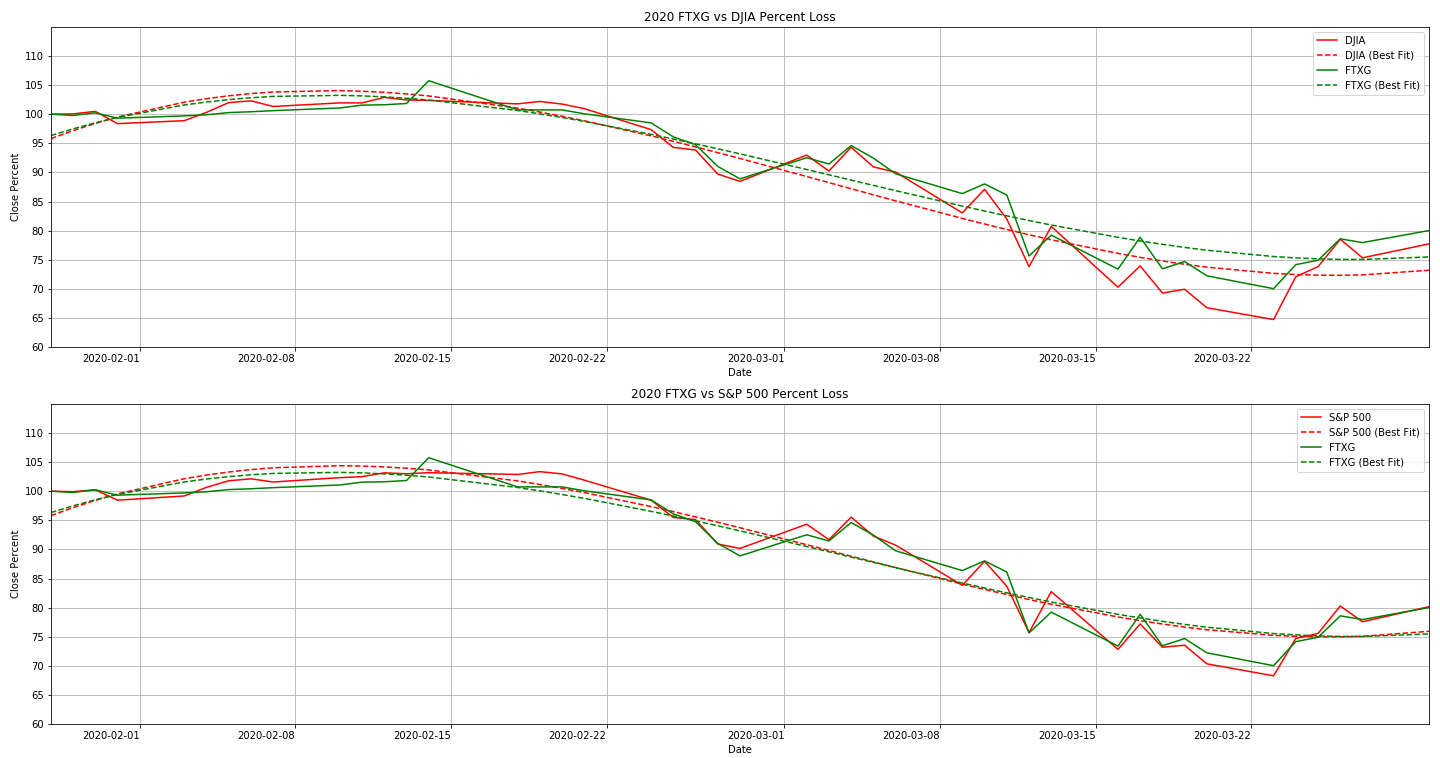 2020 FTXG vs DJIA Percent Loss
DJIA
DJIA (Best Fit)
FTXG
FTXG (Best Fit)
Close Percent
110
105
100
95
90
85
80
75
70
65
60
2020-02-01 2020-02-08 2020-02-15 2020-02-22 2020-03-01 2020-03-08 2020-03-15 2020-03-22
Date
2020 FTXG vs S&P 500 Percent Loss
S&P 500
S&P 500 (Best Fit)
FTXG
FTXG (Best Fit)
Close Percent
110
105
100
95
90
85
80
75
70
65
60
2020-02-01 2020-02-08 2020-02-15 2020-02-22 2020-03-01 2020-03-08 2020-03-15 2020-03-22
Date